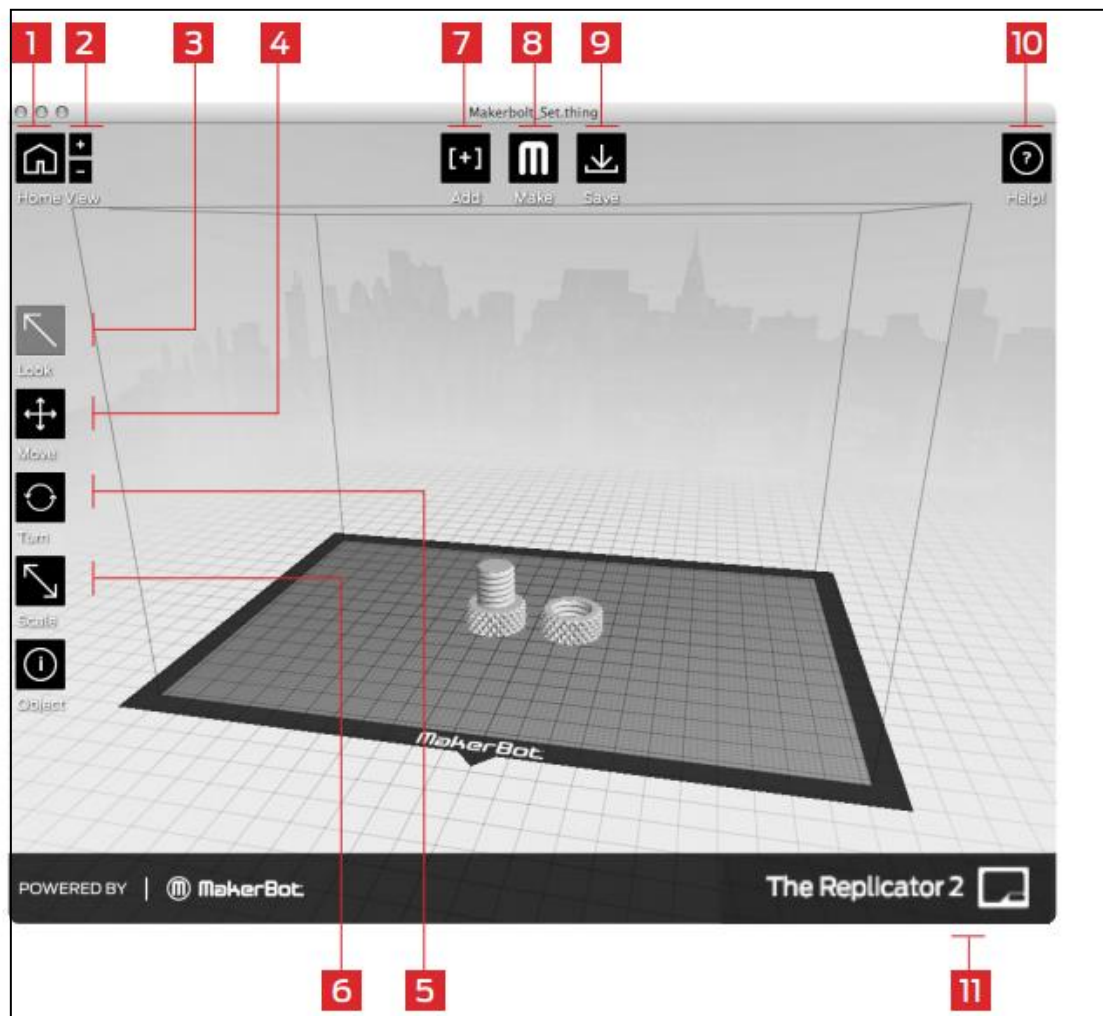 1 2 3 4 7 8 9 10
Makerbolt_Set.thing
[+] M ?
Home View Add Make Save Help!
Look
Move
Turn
Scale
i
Object
MakerBot
POWERED BY | M MakerBot
The Replicator 2
6 5 11